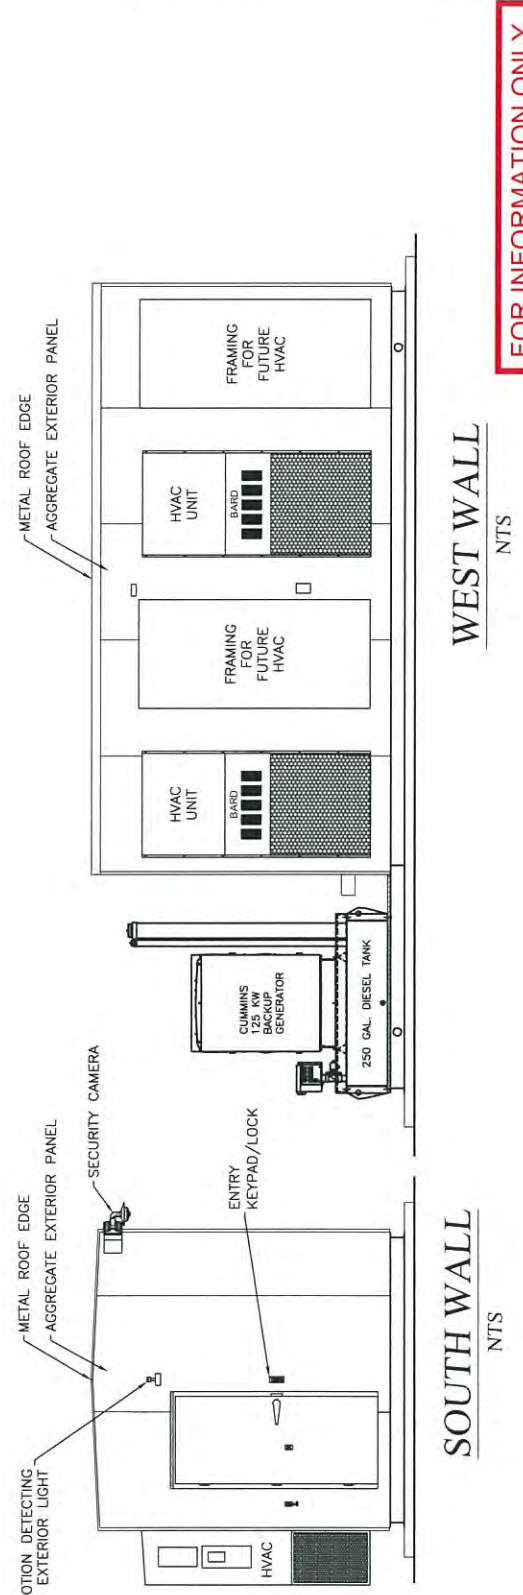 OTION DETECTING
EXTERIOR LIGHT
METAL ROOF EDGE
AGGREGATE EXTERIOR PANEL
SECURITY CAMERA
ENTRY
KEYPAD/LOCK
HVAC
SOUTH WALL
NTS
METAL ROOF EDGE
AGGREGATE EXTERIOR PANEL
CUMMINS
125 KW
BACKUP
GENERATOR
250 GAL. DIESEL TANK
HVAC
UNIT
BARD
FRAMING
FOR
FUTURE
HVAC
HVAC
UNIT
BARD
FRAMING
FOR
FUTURE
HVAC
WEST WALL
NTS
FOR INFORMATION ONLY